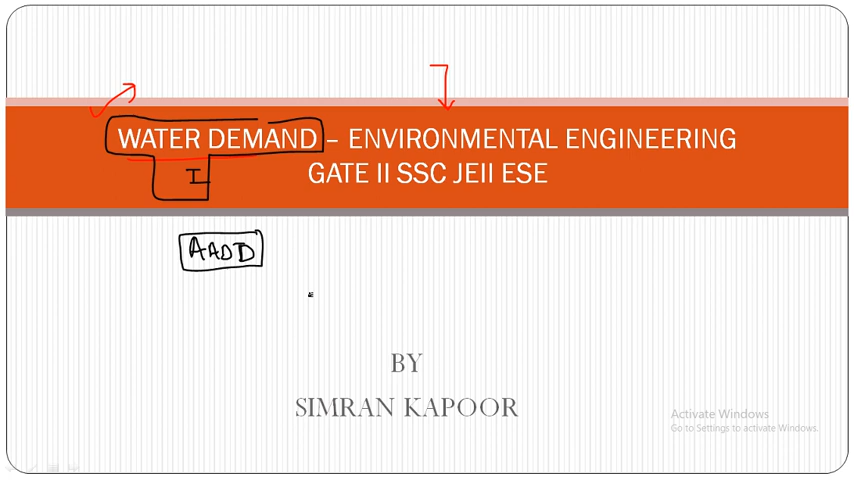 WATER DEMAND – ENVIRONMENTAL ENGINEERING
GATE II SSC JEII ESE
I
AADD
BY
SIMRAN KAPOOR
Activate Windows
Go to Settings to activate Windows.